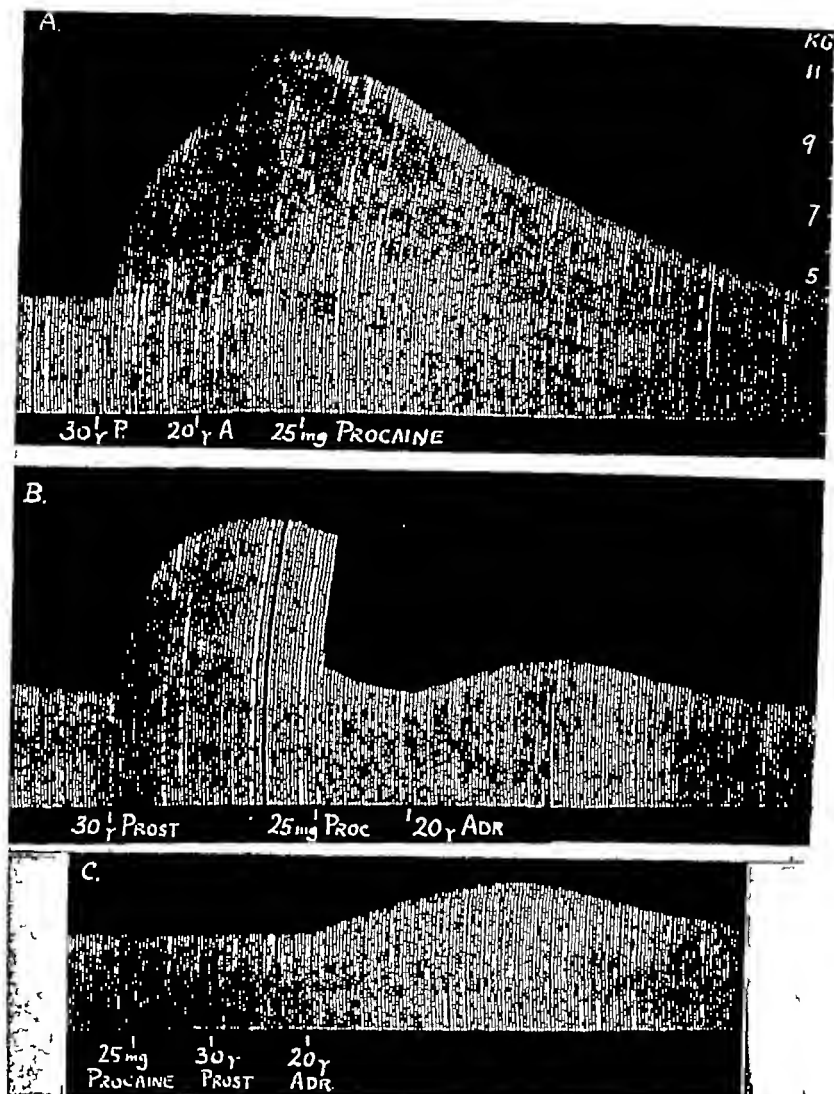 A.
KG
11
9
7
5
30γ P. 20γ A 25mg PROCAINE
B.
30γ PROST 25mg PROC 20γ ADR
C.
25mg 30γ 20γ
PROCAINE PROST ADR.